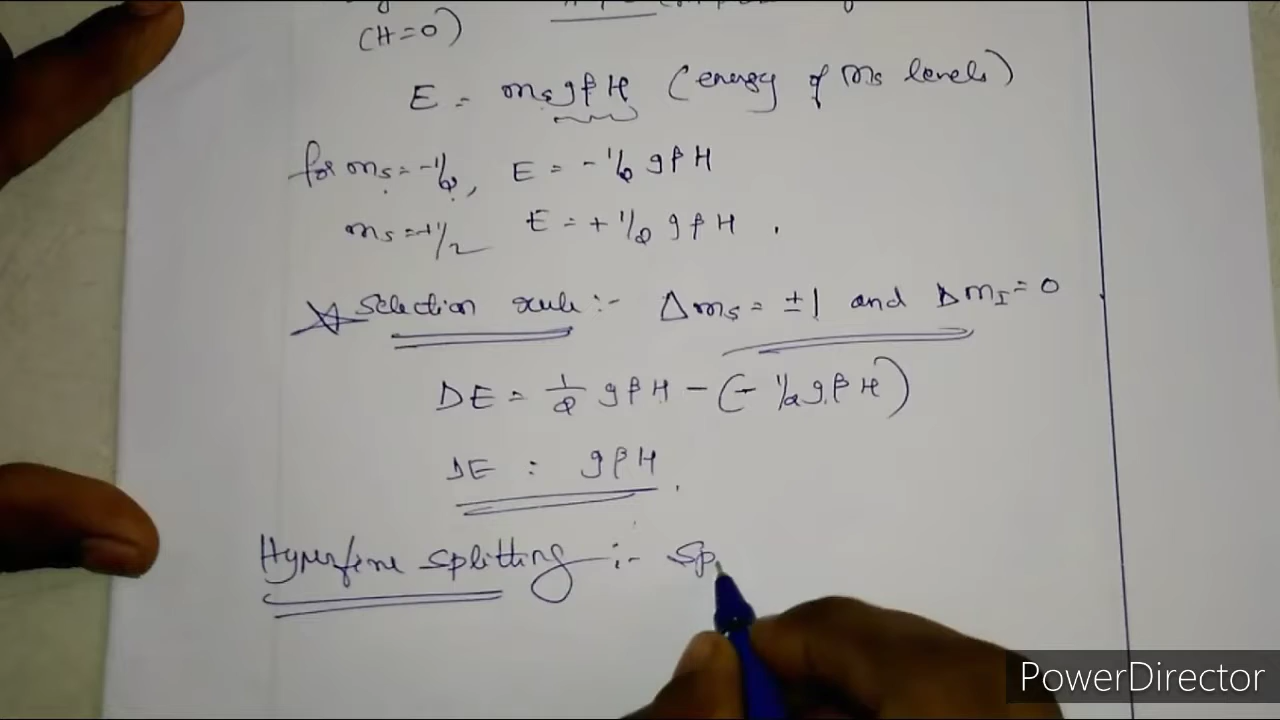 (H=0)
E = msgβH (energy of ms levels)
for ms = -1/2, E = -1/2 gβH
ms = +1/2 E = +1/2 gβH .
Selection rule :- Δms = ±1 and ΔmI = 0
ΔE = 1/2 gβH - (- 1/2 gβH)
ΔE : gβH .
Hyperfine splitting :- Sp
PowerDirector